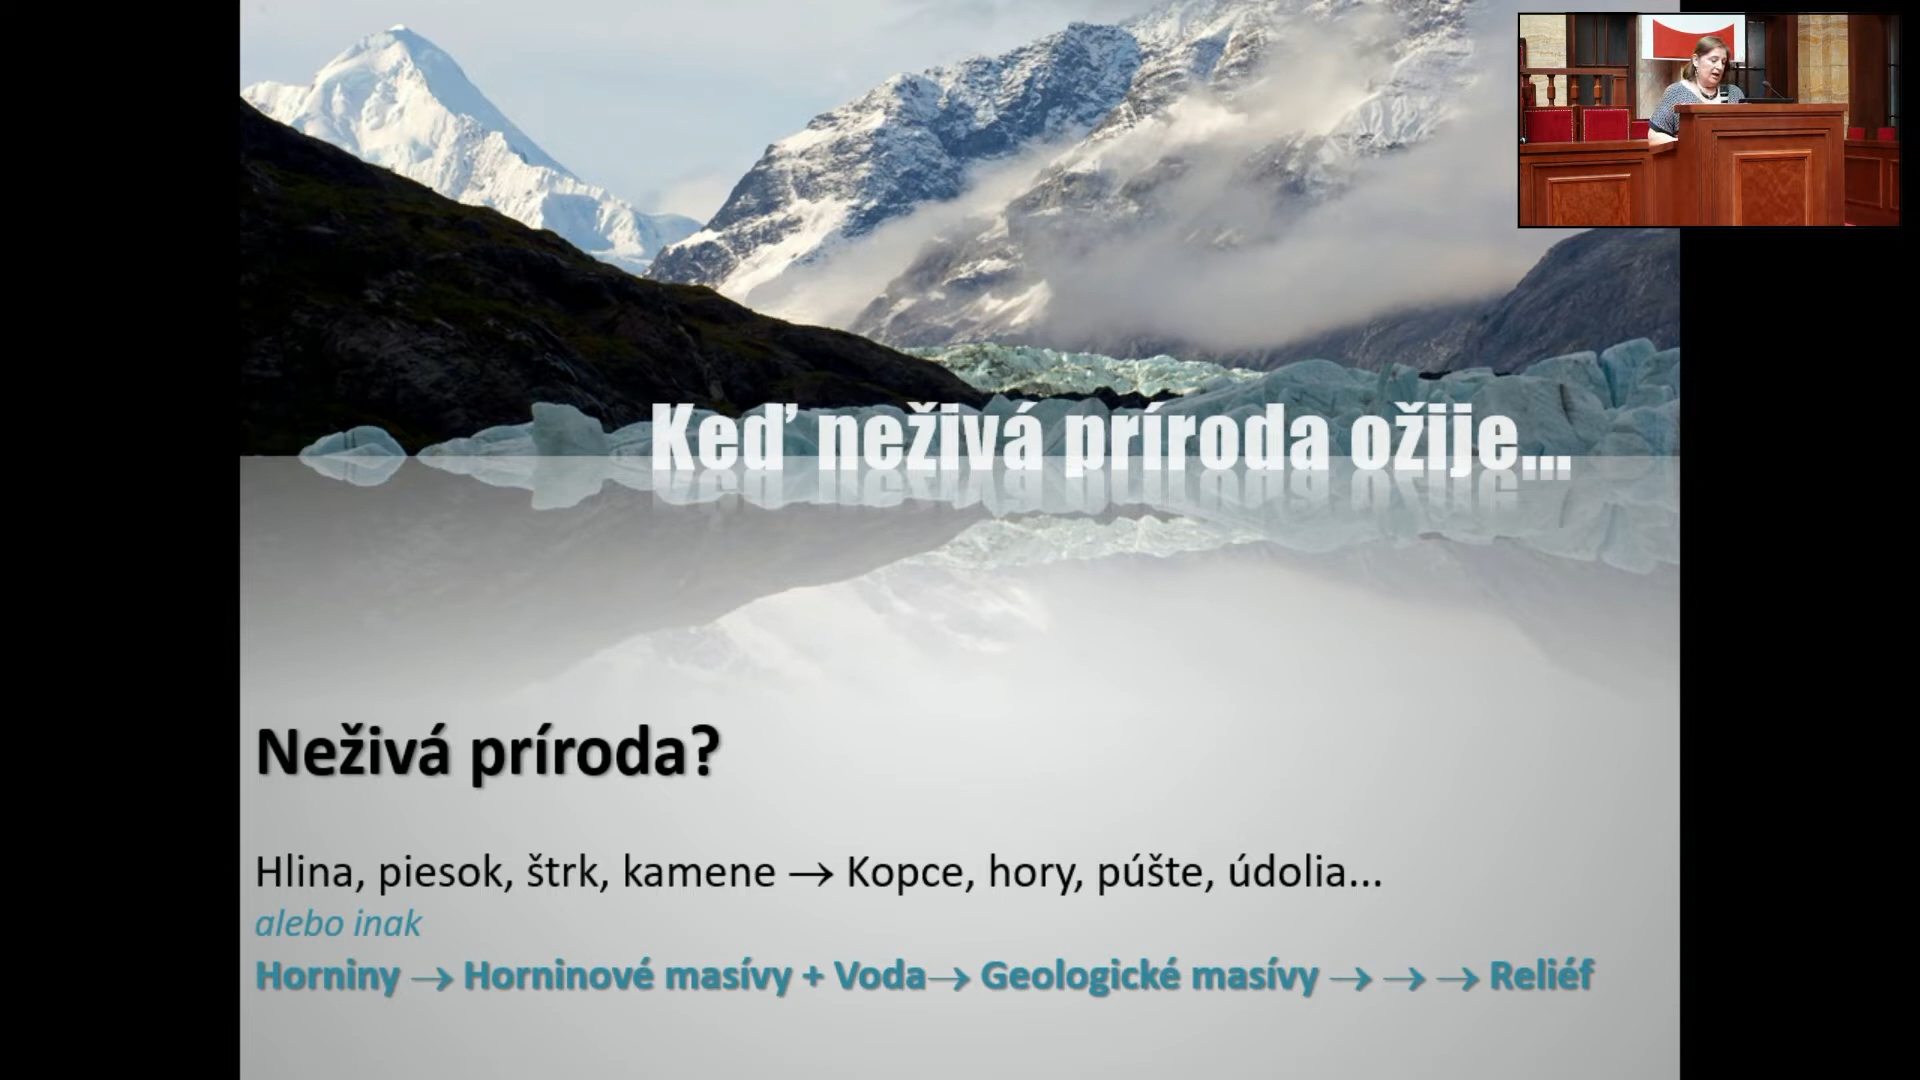 Keď neživá príroda ožije...
Neživá príroda?
Hlina, piesok, štrk, kamene → Kopce, hory, púšte, údolia...
alebo inak
Horniny → Horninové masívy + Voda→ Geologické masívy → → → Reliéf